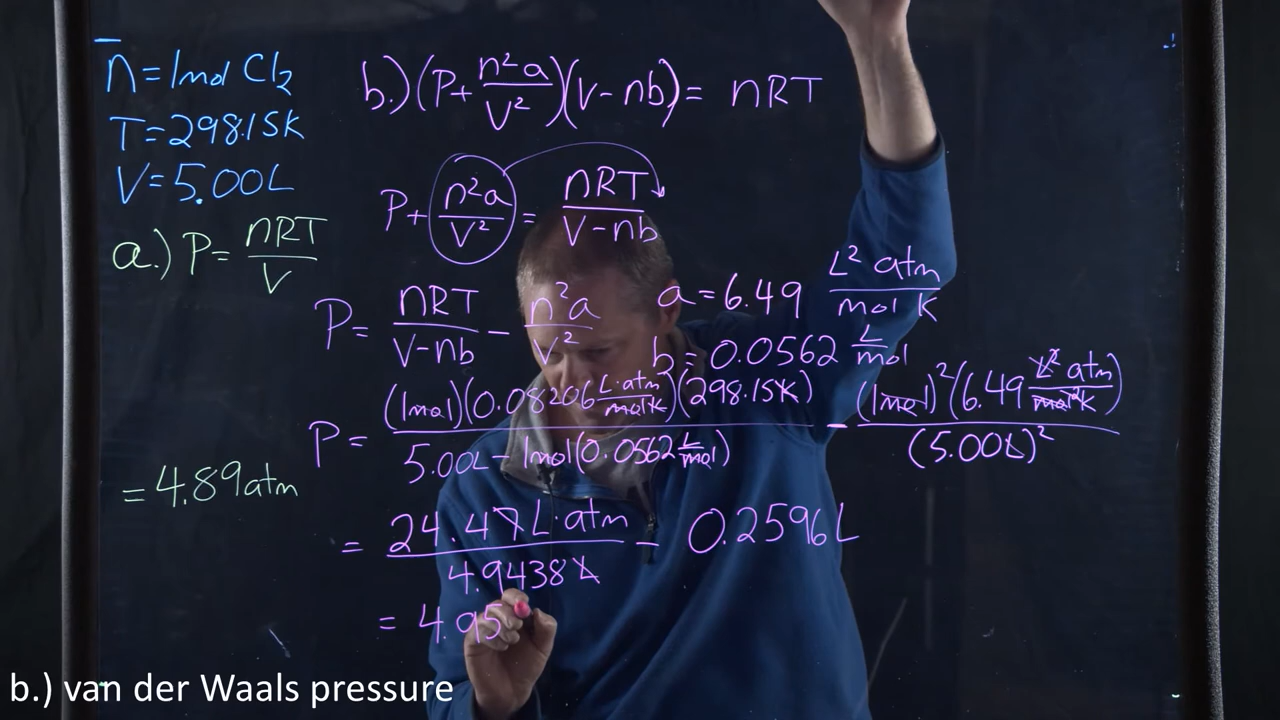 n=1mol Cl₂
T=298.15K
V=5.00L
a.) P= nRT/V
=4.89atm
b.) (P+ n²a/V²)(V-nb)= nRT
P+ n²a/V² = nRT/V-nb
P= nRT/V-nb - n²a/V²
a=6.49 L² atm/mol K
b=0.0562 L/mol
P= (1mol)(0.08206 L·atm/mol K)(298.15K)/5.00L-1mol(0.0562 L/mol) - (1mol)²(6.49 L² atm/mol² K)/(5.00L)²
= 24.47L·atm/4.9438L - 0.2596L
= 4.95
b.) van der Waals pressure